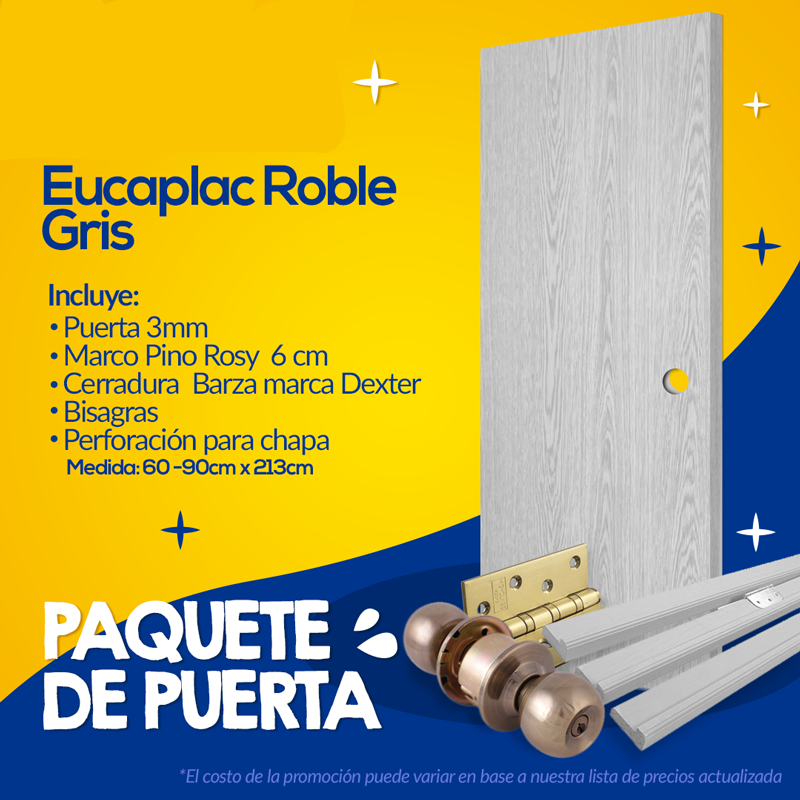 Eucaplac Roble
Gris
Incluye:
• Puerta 3mm
• Marco Pino Rosy 6 cm
• Cerradura Barza marca Dexter
• Bisagras
• Perforación para chapa
Medida: 60 -90cm x 213cm
PAQUETE
DE PUERTA
*El costo de la promoción puede variar en base a nuestra lista de precios actualizada